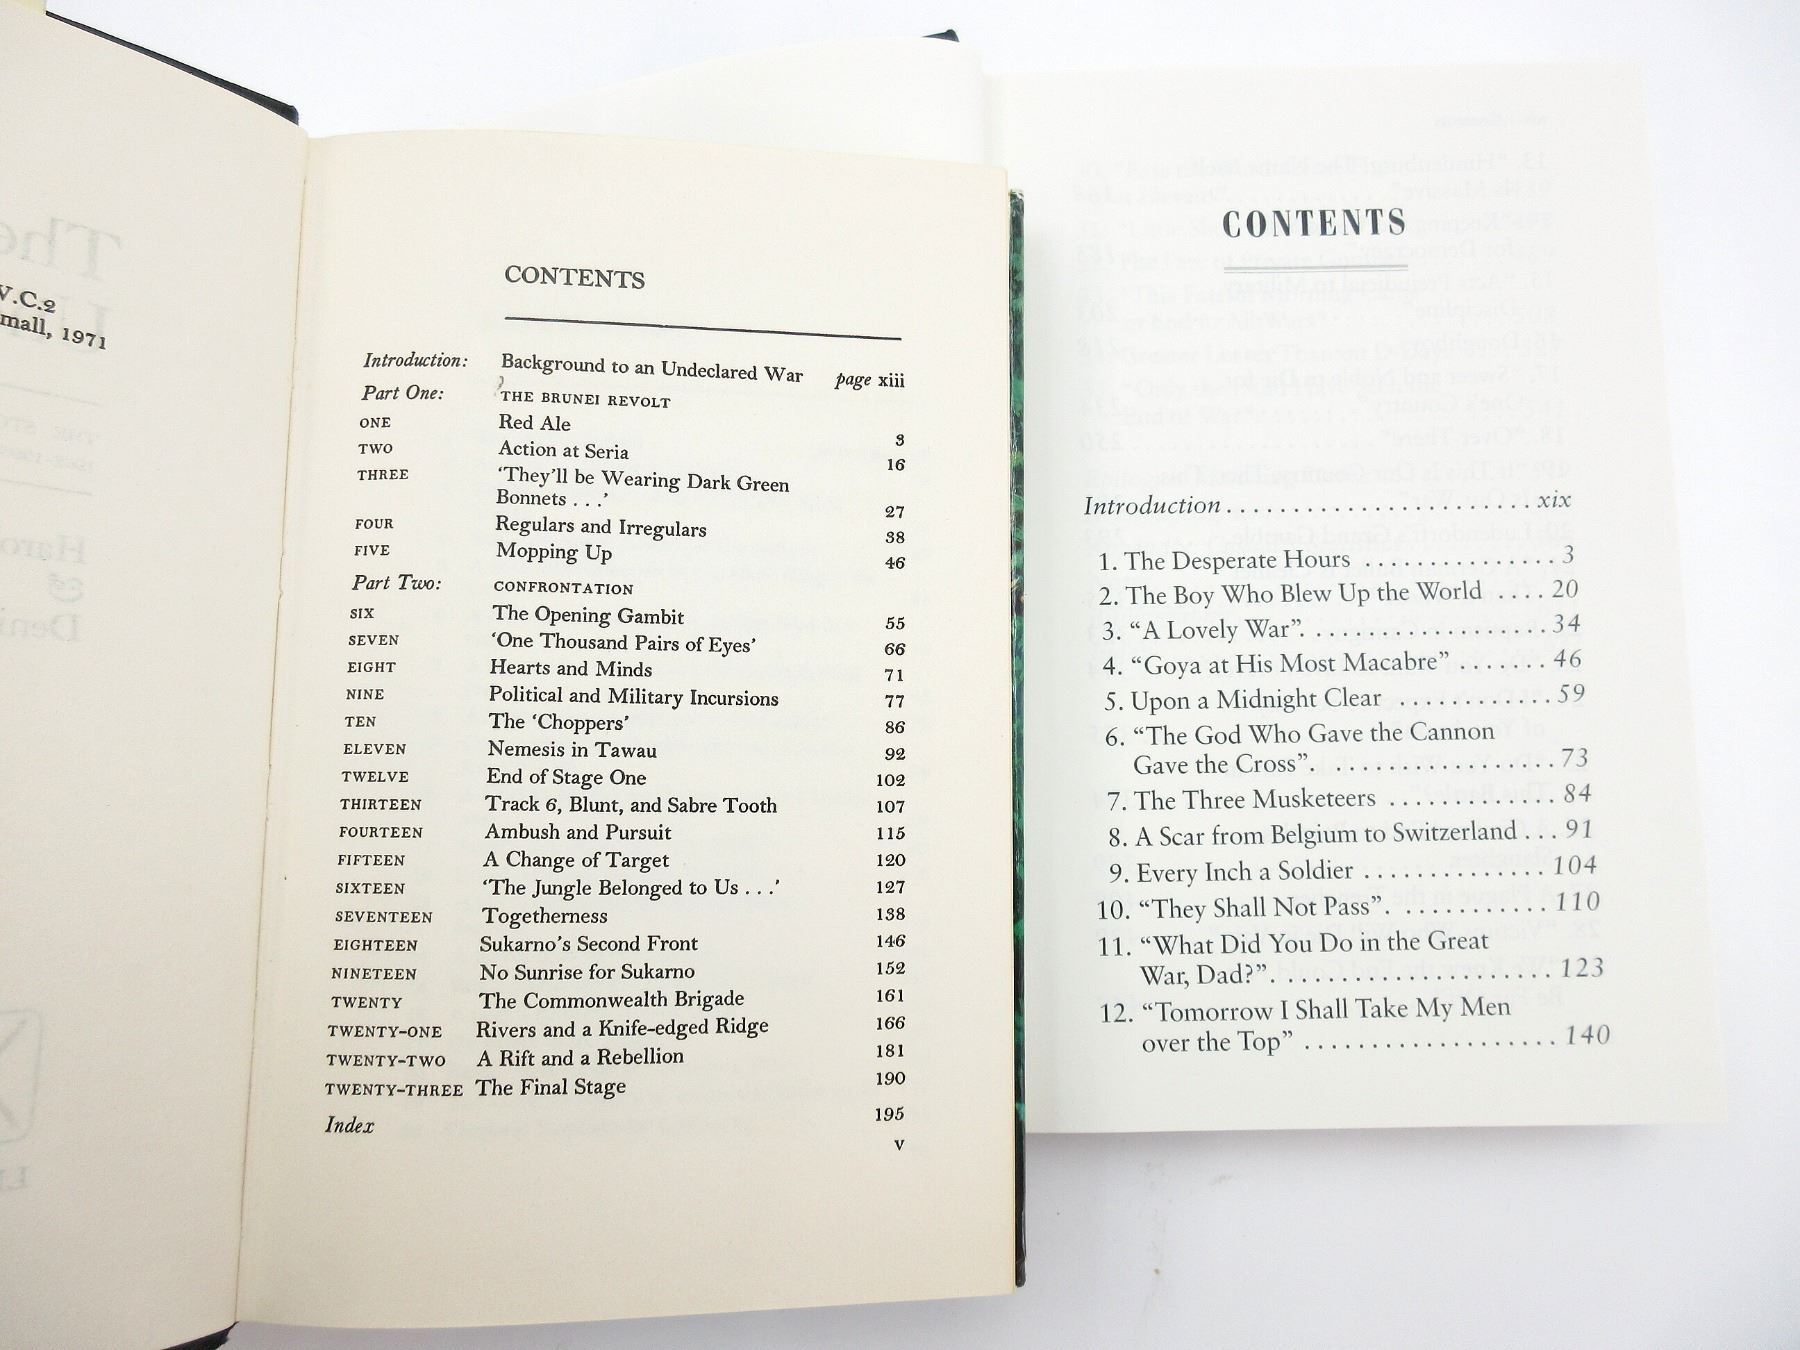 V.C.2
mall, 1971
CONTENTS
Introduction: Background to an Undeclared War page xiii
Part One: THE BRUNEI REVOLT
ONE Red Ale 3
TWO Action at Seria 16
THREE ‘They’ll be Wearing Dark Green
Bonnets . . .’ 27
FOUR Regulars and Irregulars 38
FIVE Mopping Up 46
Part Two: CONFRONTATION
SIX The Opening Gambit 55
SEVEN ‘One Thousand Pairs of Eyes’ 66
EIGHT Hearts and Minds 71
NINE Political and Military Incursions 77
TEN The ‘Choppers’ 86
ELEVEN Nemesis in Tawau 92
TWELVE End of Stage One 102
THIRTEEN Track 6, Blunt, and Sabre Tooth 107
FOURTEEN Ambush and Pursuit 115
FIFTEEN A Change of Target 120
SIXTEEN ‘The Jungle Belonged to Us . . .’ 127
SEVENTEEN Togetherness 138
EIGHTEEN Sukarno’s Second Front 146
NINETEEN No Sunrise for Sukarno 152
TWENTY The Commonwealth Brigade 161
TWENTY-ONE Rivers and a Knife-edged Ridge 166
TWENTY-TWO A Rift and a Rebellion 181
TWENTY-THREE The Final Stage 190
Index 195
v
CONTENTS
Introduction . . . . . . . . . . . . . . . . . . . . . . . xix
1. The Desperate Hours . . . . . . . . . . . . . . . 3
2. The Boy Who Blew Up the World . . . . 20
3. “A Lovely War”. . . . . . . . . . . . . . . . . . . 34
4. “Goya at His Most Macabre” . . . . . . . 46
5. Upon a Midnight Clear . . . . . . . . . . . . 59
6. “The God Who Gave the Cannon
Gave the Cross”. . . . . . . . . . . . . . . . . . 73
7. The Three Musketeers . . . . . . . . . . . . . 84
8. A Scar from Belgium to Switzerland . . . 91
9. Every Inch a Soldier . . . . . . . . . . . . . . 104
10. “They Shall Not Pass”. . . . . . . . . . . . 110
11. “What Did You Do in the Great
War, Dad?”. . . . . . . . . . . . . . . . . . . . . . 123
12. “Tomorrow I Shall Take My Men
over the Top” . . . . . . . . . . . . . . . . . . . 140